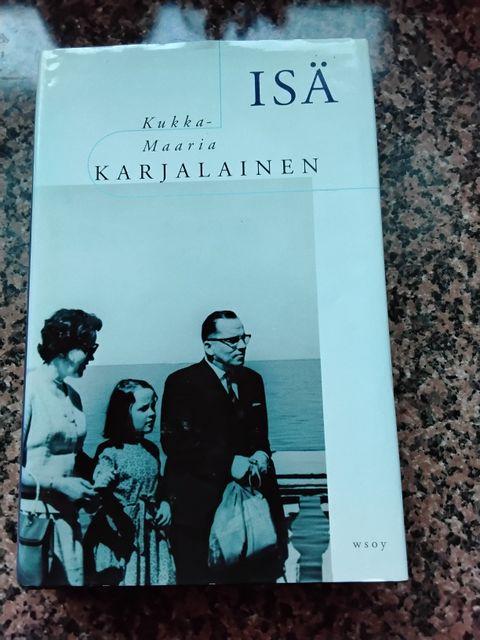 ISÄ
Kukka-
Maaria
KARJALAINEN
wsoy